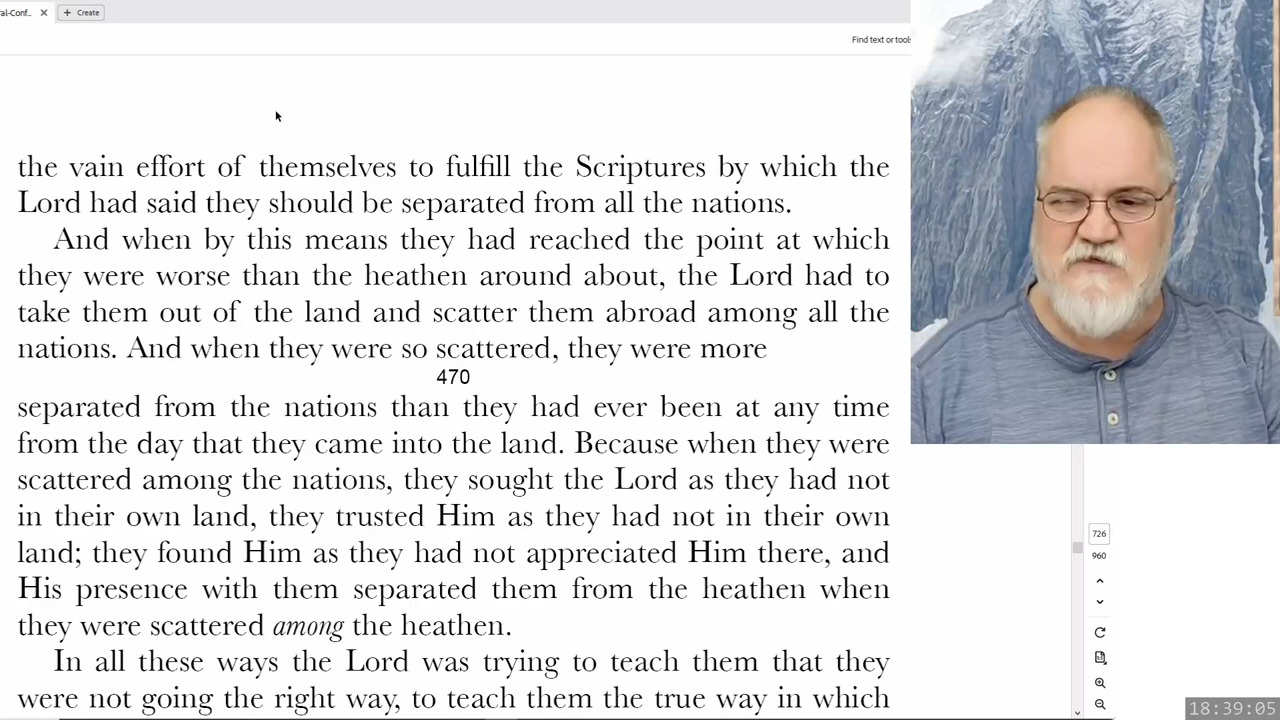 al-Conf...
Create
Find text or tools
the vain effort of themselves to fulfill the Scriptures by which the
Lord had said they should be separated from all the nations.
And when by this means they had reached the point at which
they were worse than the heathen around about, the Lord had to
take them out of the land and scatter them abroad among all the
nations. And when they were so scattered, they were more
470
separated from the nations than they had ever been at any time
from the day that they came into the land. Because when they were
scattered among the nations, they sought the Lord as they had not
in their own land, they trusted Him as they had not in their own
land; they found Him as they had not appreciated Him there, and
His presence with them separated them from the heathen when
they were scattered among the heathen.
In all these ways the Lord was trying to teach them that they
were not going the right way, to teach them the true way in which
726
960
18:39:05